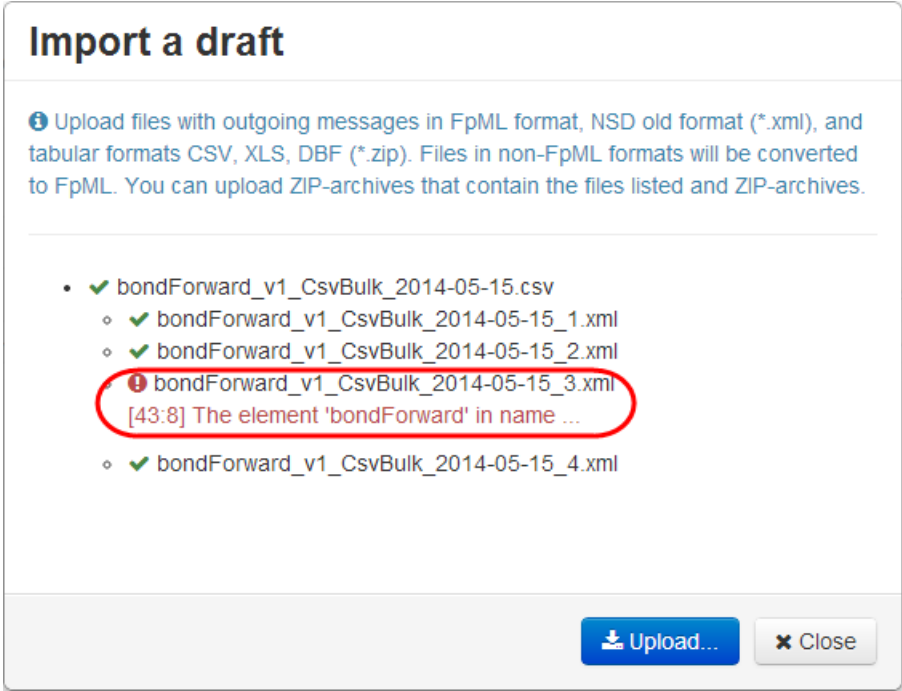 Import a draft
Upload files with outgoing messages in FpML format, NSD old format (*.xml), and
tabular formats CSV, XLS, DBF (*.zip). Files in non-FpML formats will be converted
to FpML. You can upload ZIP-archives that contain the files listed and ZIP-archives.
bondForward_v1_CsvBulk_2014-05-15.csv
bondForward_v1_CsvBulk_2014-05-15_1.xml
bondForward_v1_CsvBulk_2014-05-15_2.xml
bondForward_v1_CsvBulk_2014-05-15_3.xml
[43:8] The element 'bondForward' in name ...
bondForward_v1_CsvBulk_2014-05-15_4.xml
Upload...
Close